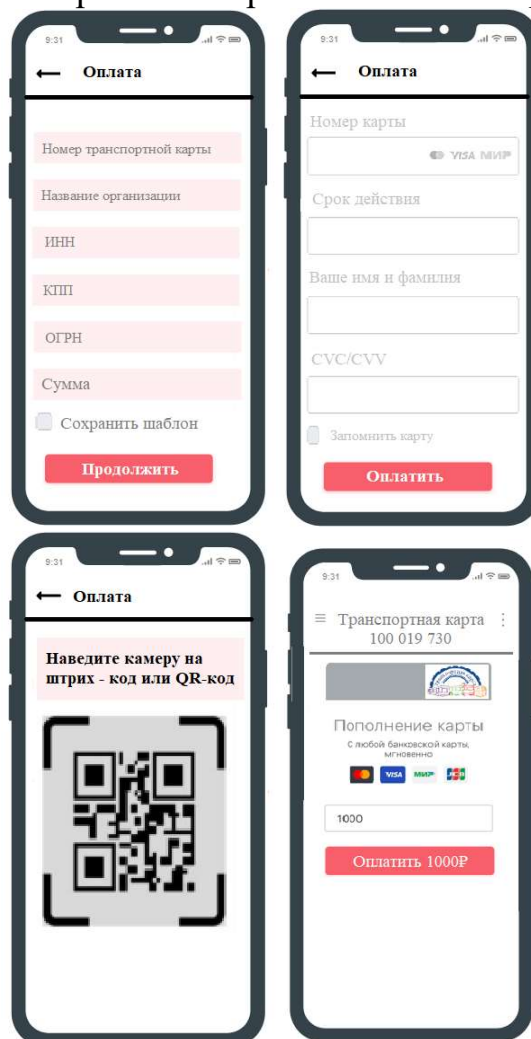 9:31
← Оплата
Номер транспортной карты
Название организации
ИНН
КПП
ОГРН
Сумма
Сохранить шаблон
Продолжить
9:31
← Оплата
Номер карты
VISA МИР
Срок действия
Ваше имя и фамилия
CVC/CVV
Запомнить карту
Оплатить
9:31
← Оплата
Наведите камеру на
штрих - код или QR-код
9:31
Транспортная карта
100 019 730
Пополнение карты
С любой банковской карты,
мгновенно
VISA МИР JCB
1000
Оплатить 1000₽